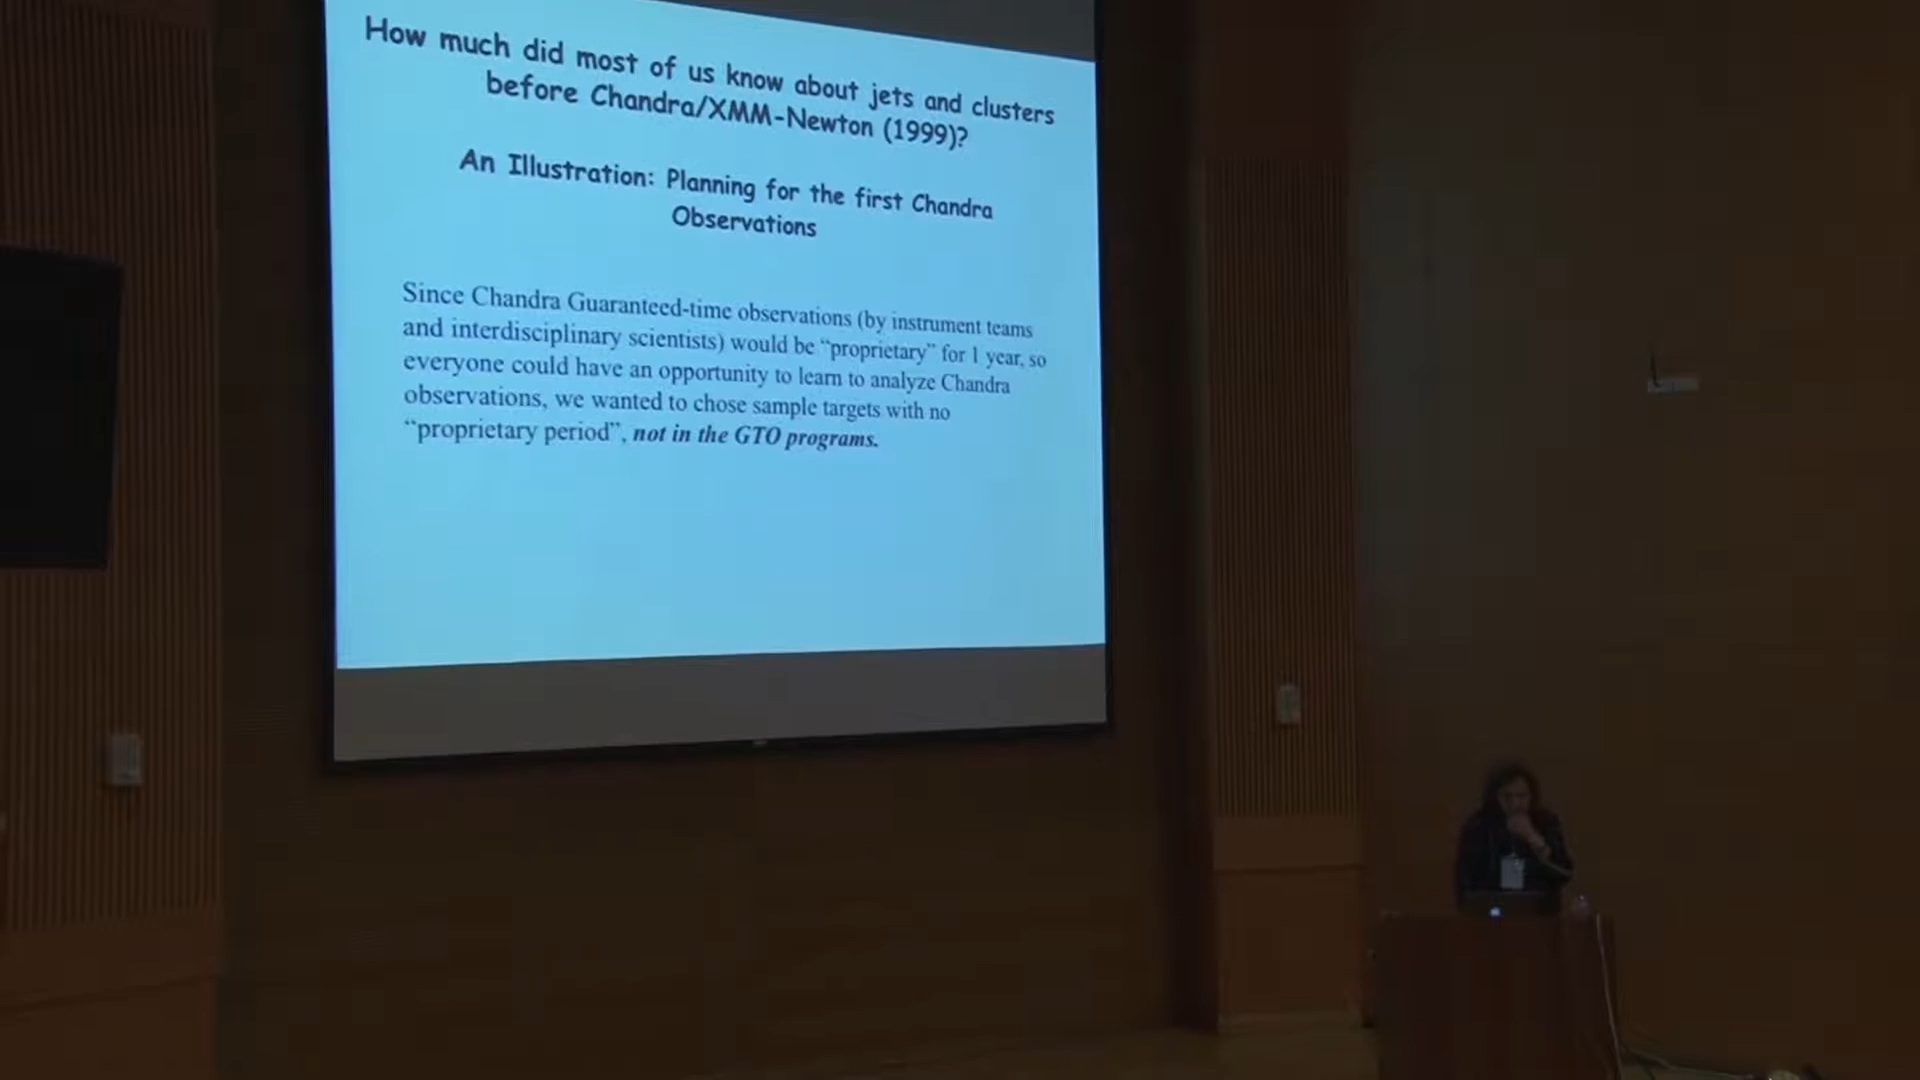 How much did most of us know about jets and clusters
before Chandra/XMM-Newton (1999)?
An Illustration: Planning for the first Chandra
Observations
Since Chandra Guaranteed-time observations (by instrument teams
and interdisciplinary scientists) would be “proprietary” for 1 year, so
everyone could have an opportunity to learn to analyze Chandra
observations, we wanted to chose sample targets with no
“proprietary period”, not in the GTO programs.